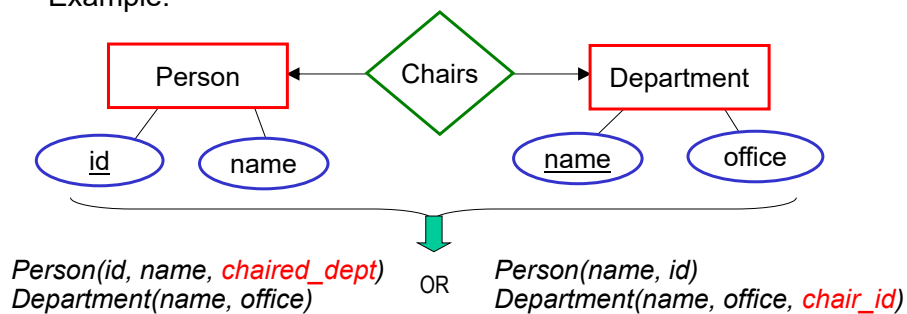 Example:
Person
Chairs
Department
id
name
name
office
Person(id, name, chaired_dept)
Department(name, office)
OR
Person(name, id)
Department(name, office, chair_id)